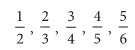 1/2, 2/3, 3/4, 4/5, 5/6